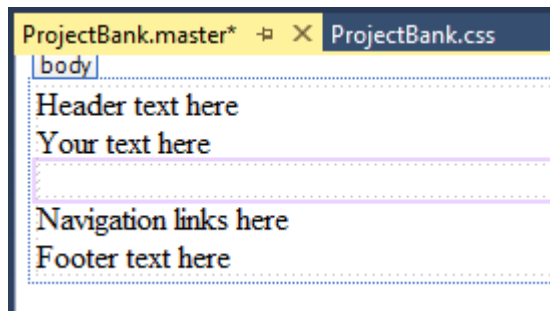 ProjectBank.master* ProjectBank.css
body
Header text here
Your text here
Navigation links here
Footer text here